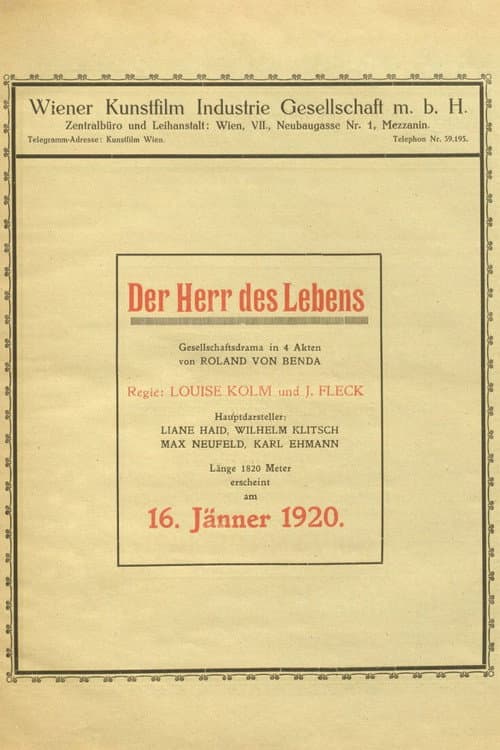 Wiener Kunstfilm Industrie Gesellschaft m. b. H.
Zentralbüro und Leihanstalt: Wien, VII., Neubaugasse Nr. 1, Mezzanin.
Telegramm-Adresse: Kunstfilm Wien. Telephon Nr. 39.195.
Der Herr des Lebens
Gesellschaftsdrama in 4 Akten
von ROLAND VON BENDA
Regie: LOUISE KOLM und J. FLECK
Hauptdarsteller:
LIANE HAID, WILHELM KLITSCH
MAX NEUFELD, KARL EHMANN
Länge 1820 Meter
erscheint
am
16. Jänner 1920.